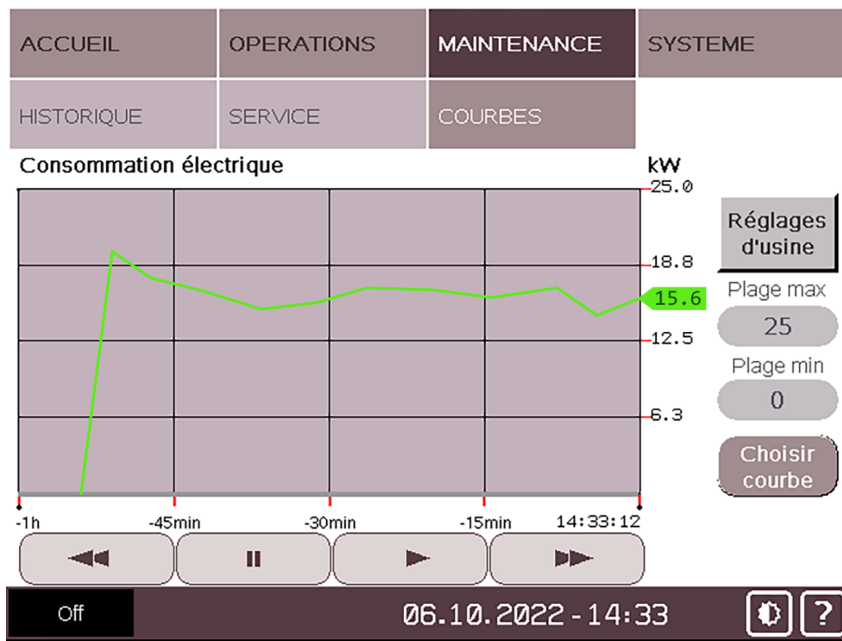 ACCUEIL OPERATIONS MAINTENANCE SYSTEME
HISTORIQUE SERVICE COURBES
Consommation électrique kW
25.0
Réglages
d'usine
18.8
15.6
Plage max
25
12.5
Plage min
0
6.3
Choisir
courbe
-1h -45min -30min -15min 14:33:12
Off 06.10.2022 - 14:33 ?